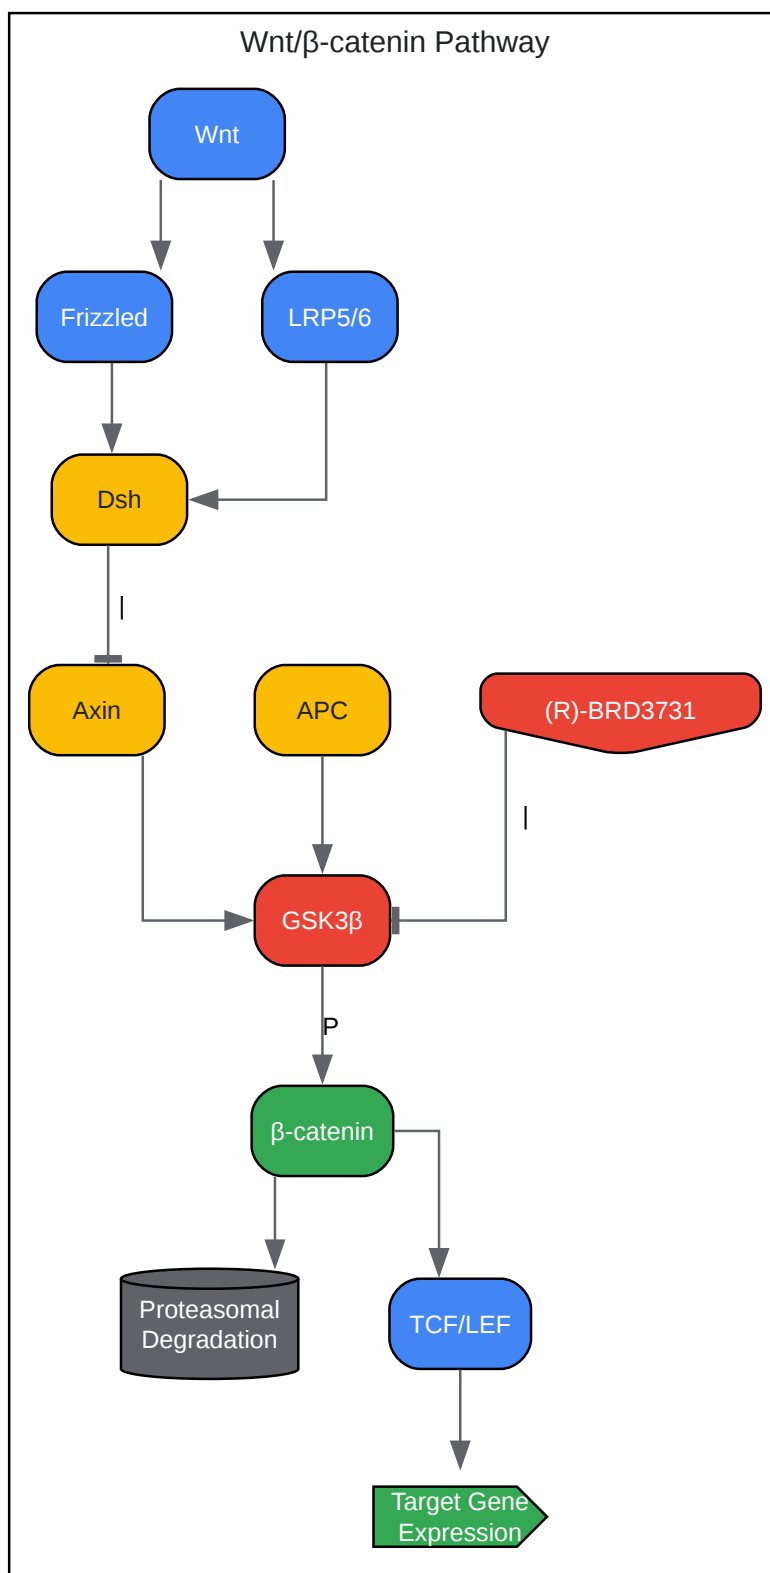 Wnt/β-catenin Pathway
Wnt
Frizzled
LRP5/6
Dsh
|
Axin
APC
(R)-BRD3731
|
GSK3β
P
β-catenin
Proteasomal
Degradation
TCF/LEF
Target Gene
Expression